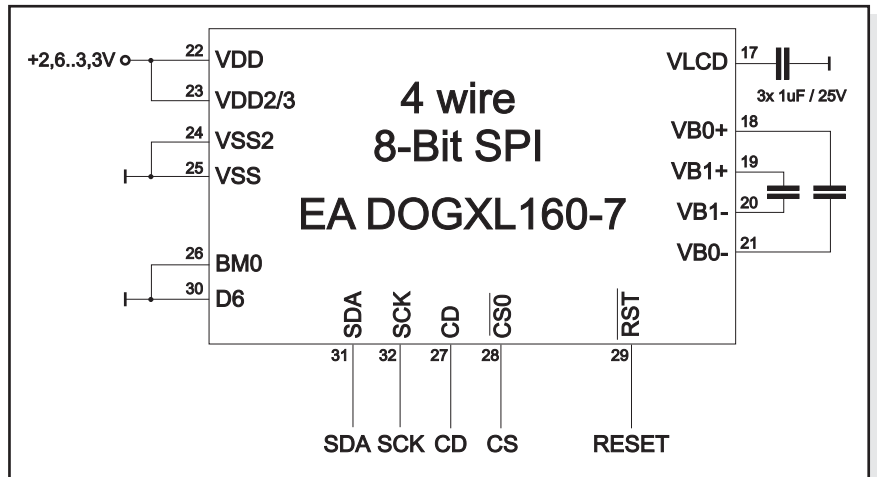 +2,6..3,3V
22 VDD
23 VDD2/3
24 VSS2
25 VSS
26 BM0
30 D6
4 wire
8-Bit SPI
EA DOGXL160-7
VLCD 17
3x 1uF / 25V
VB0+ 18
VB1+ 19
VB1- 20
VB0- 21
SDA SCK CD CS0 RST
31 32 27 28 29
SDA SCK CD CS RESET